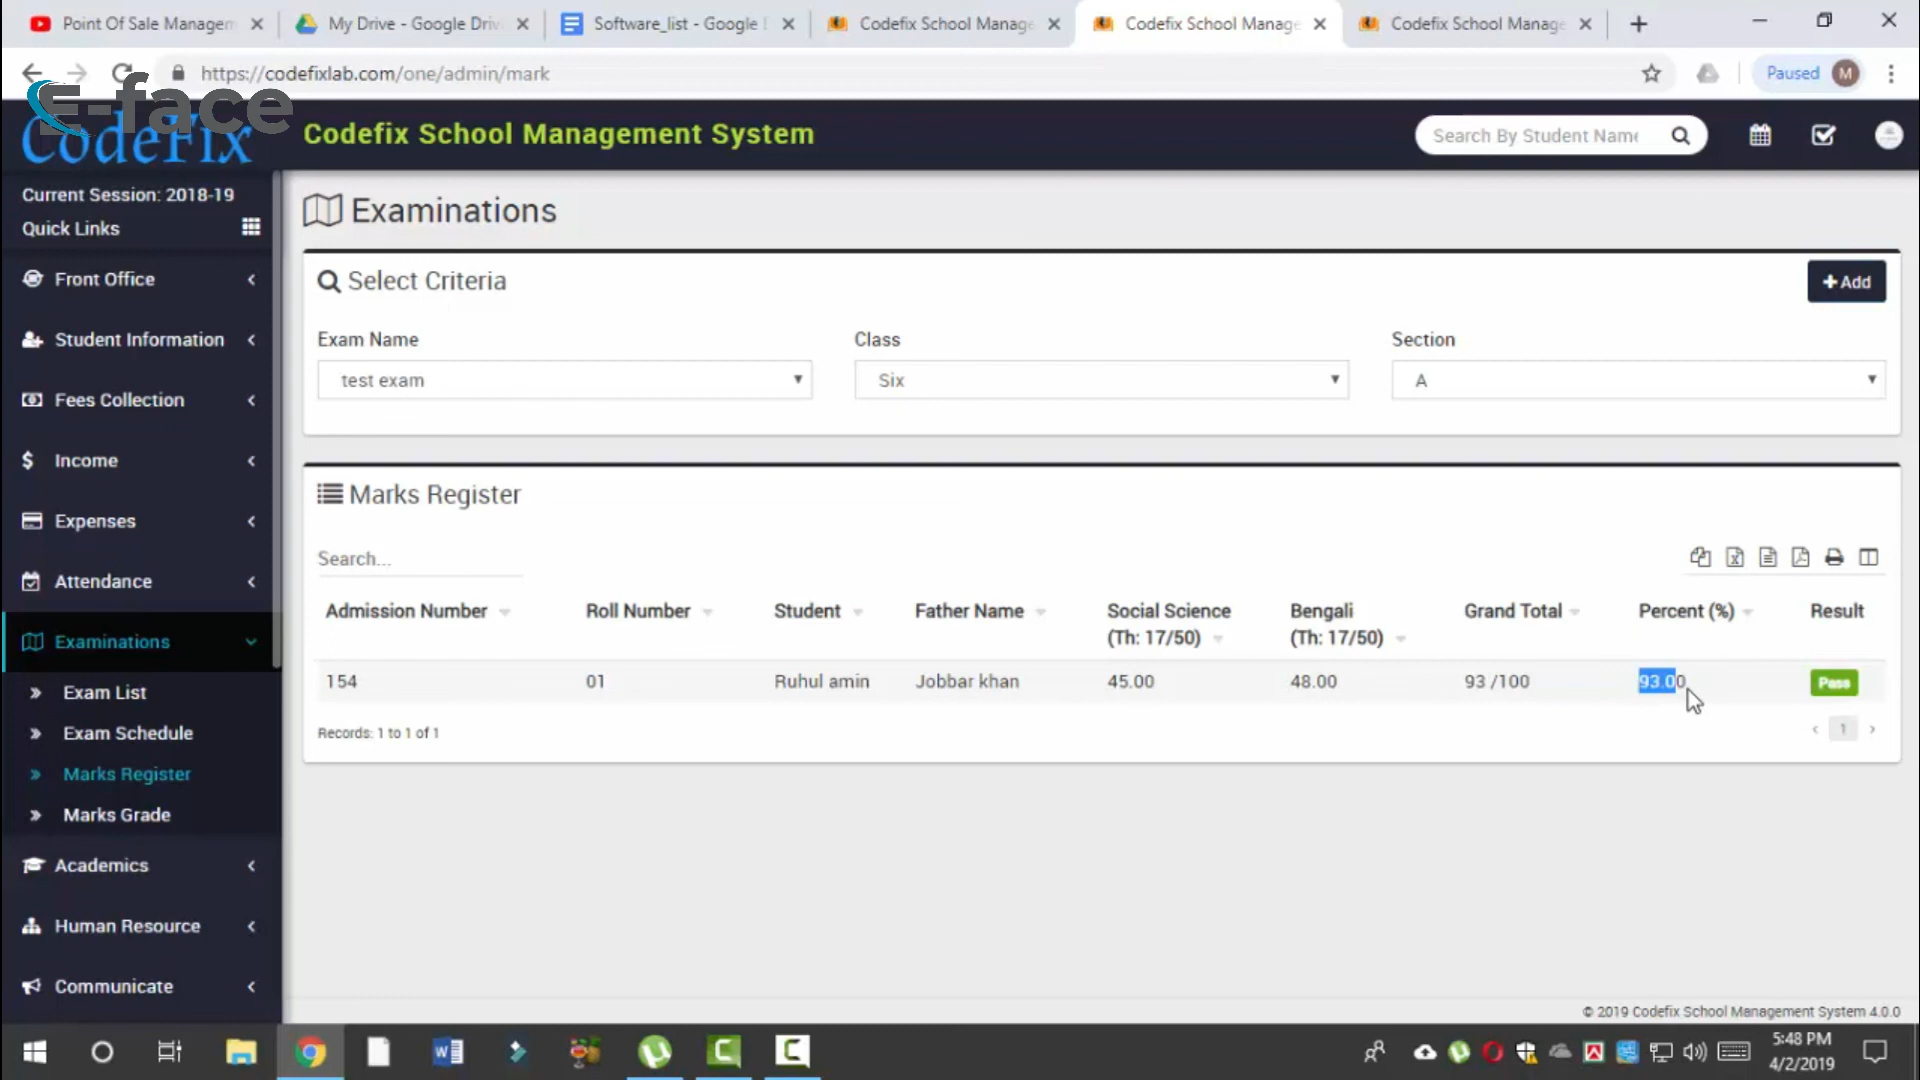 Point Of Sale Managem
My Drive - Google Driv
Software_list - Google
Codefix School Manage
Codefix School Manage
Codefix School Manage
https://codefixlab.com/one/admin/mark
Paused
M
E-face
CodeFix
Codefix School Management System
Search By Student Name
Current Session: 2018-19
Quick Links
Front Office
Student Information
Fees Collection
Income
Expenses
Attendance
Examinations
Exam List
Exam Schedule
Marks Register
Marks Grade
Academics
Human Resource
Communicate
Examinations
Select Criteria
+Add
Exam Name Class Section
test exam Six A
Marks Register
Search...
Admission Number Roll Number Student Father Name Social Science Bengali Grand Total Percent (%) Result
(Th: 17/50) (Th: 17/50)
154 01 Ruhul amin Jobbar khan 45.00 48.00 93 /100 93.00 Pass
Records: 1 to 1 of 1
1
© 2019 Codefix School Management System 4.0.0
5:48 PM
4/2/2019